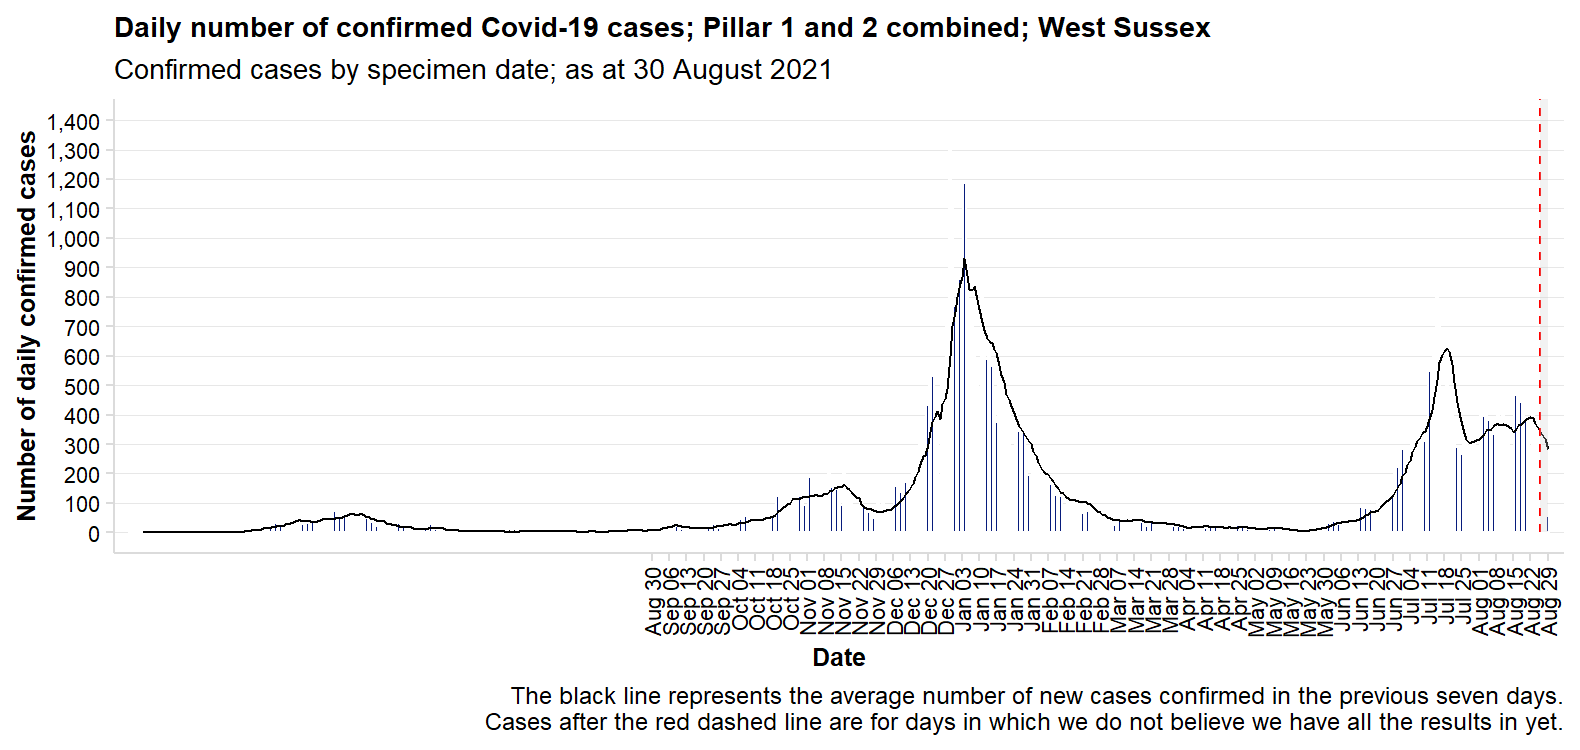 Daily number of confirmed Covid-19 cases; Pillar 1 and 2 combined; West Sussex
Confirmed cases by specimen date; as at 30 August 2021
Number of daily confirmed cases
1,400
1,300
1,200
1,100
1,000
900
800
700
600
500
400
300
200
100
0
Aug 30
Sep 06
Sep 13
Sep 20
Sep 27
Oct 04
Oct 11
Oct 18
Oct 25
Nov 01
Nov 08
Nov 15
Nov 22
Nov 29
Dec 06
Dec 13
Dec 20
Dec 27
Jan 03
Jan 10
Jan 17
Jan 24
Jan 31
Feb 07
Feb 14
Feb 21
Feb 28
Mar 07
Mar 14
Mar 21
Mar 28
Apr 04
Apr 11
Apr 18
Apr 25
May 02
May 09
May 16
May 23
May 30
Jun 06
Jun 13
Jun 20
Jun 27
Jul 04
Jul 11
Jul 18
Jul 25
Aug 01
Aug 08
Aug 15
Aug 22
Aug 29
Date
The black line represents the average number of new cases confirmed in the previous seven days.
Cases after the red dashed line are for days in which we do not believe we have all the results in yet.